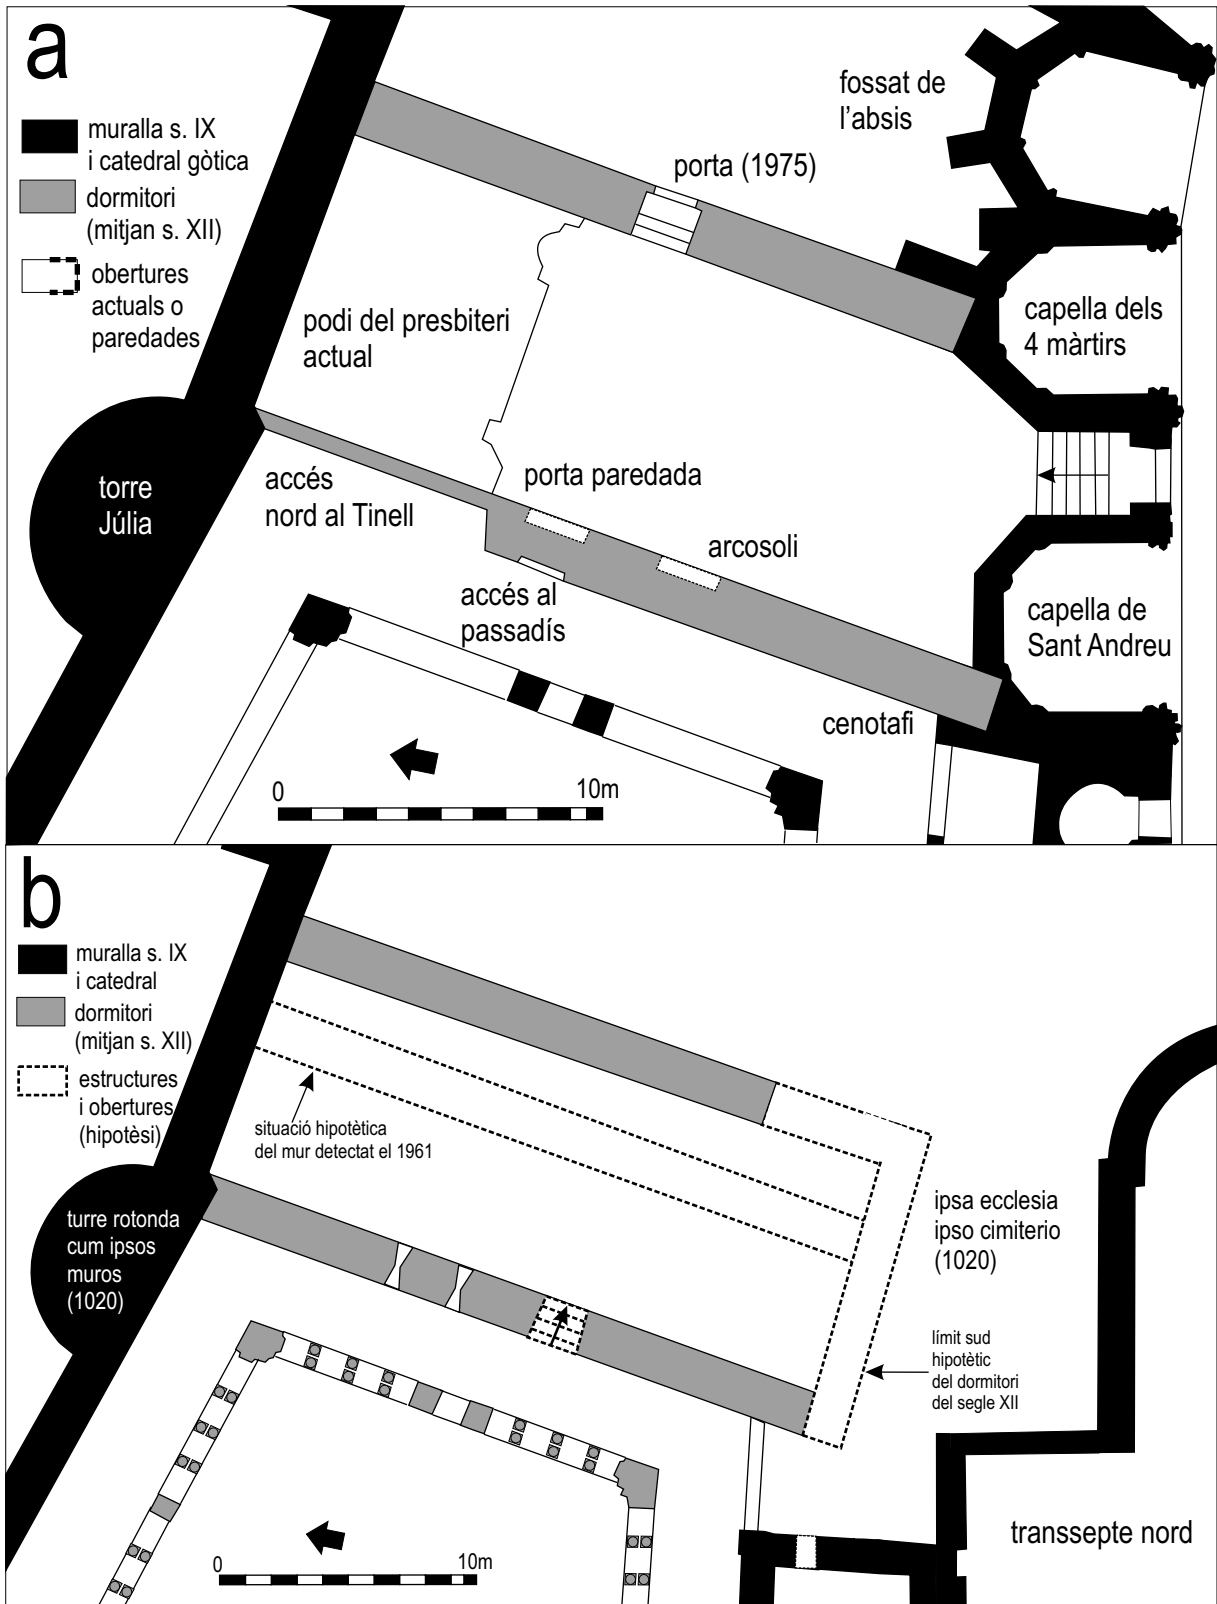 a
muralla s. IX
i catedral gòtica
dormitori
(mitjan s. XII)
obertures
actuals o
paredades
fossat de
l'absis
porta (1975)
capella dels
4 màrtirs
podi del presbiteri
actual
torre
Júlia
accés
nord al Tinell
porta paredada
arcosoli
accés al
passadís
capella de
Sant Andreu
cenotafi
0 10m
b
muralla s. IX
i catedral
dormitori
(mitjan s. XII)
estructures
i obertures
(hipotèsi)
situació hipotètica
del mur detectat el 1961
turre rotonda
cum ipsos
muros
(1020)
ipsa ecclesia
ipso cimiterio
(1020)
límit sud
hipotètic
del dormitori
del segle XII
transsepte nord
0 10m